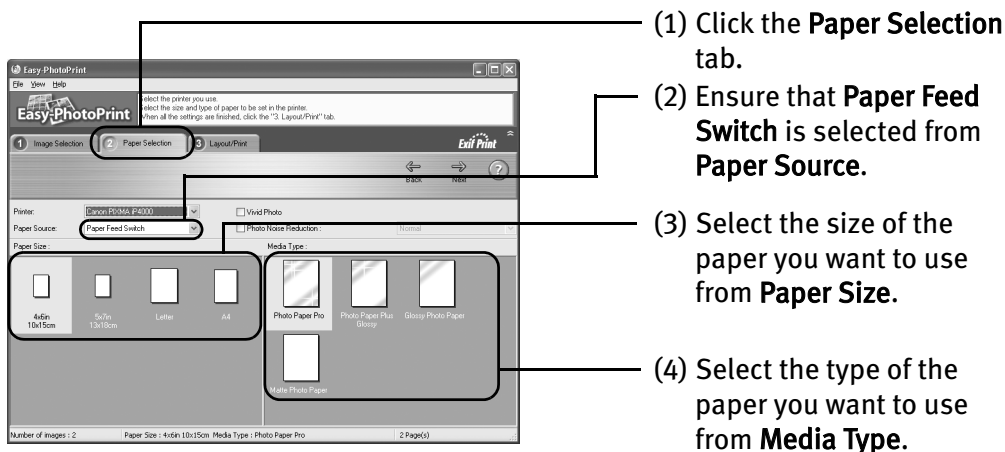 (1) Click the Paper Selection
tab.
(2) Ensure that Paper Feed
Switch is selected from
Paper Source.
(3) Select the size of the
paper you want to use
from Paper Size.
(4) Select the type of the
paper you want to use
from Media Type.
Easy-PhotoPrint
File View Help
Easy-PhotoPrint
Select the printer you use.
Select the size and type of paper to be set in the printer.
When all the settings are finished, click the "3. Layout/Print" tab.
1 Image Selection 2 Paper Selection 3 Layout/Print
Exif Print
Back Next ?
Printer: Canon PIXMA iP4000 Vivid Photo
Paper Source: Paper Feed Switch Photo Noise Reduction : Normal
Paper Size : Media Type :
4x6in
10x15cm
5x7in
13x18cm
Letter
A4
Photo Paper Pro
Photo Paper Plus
Glossy
Glossy Photo Paper
Matte Photo Paper
Number of images : 2 Paper Size : 4x6in 10x15cm Media Type : Photo Paper Pro 2 Page(s)